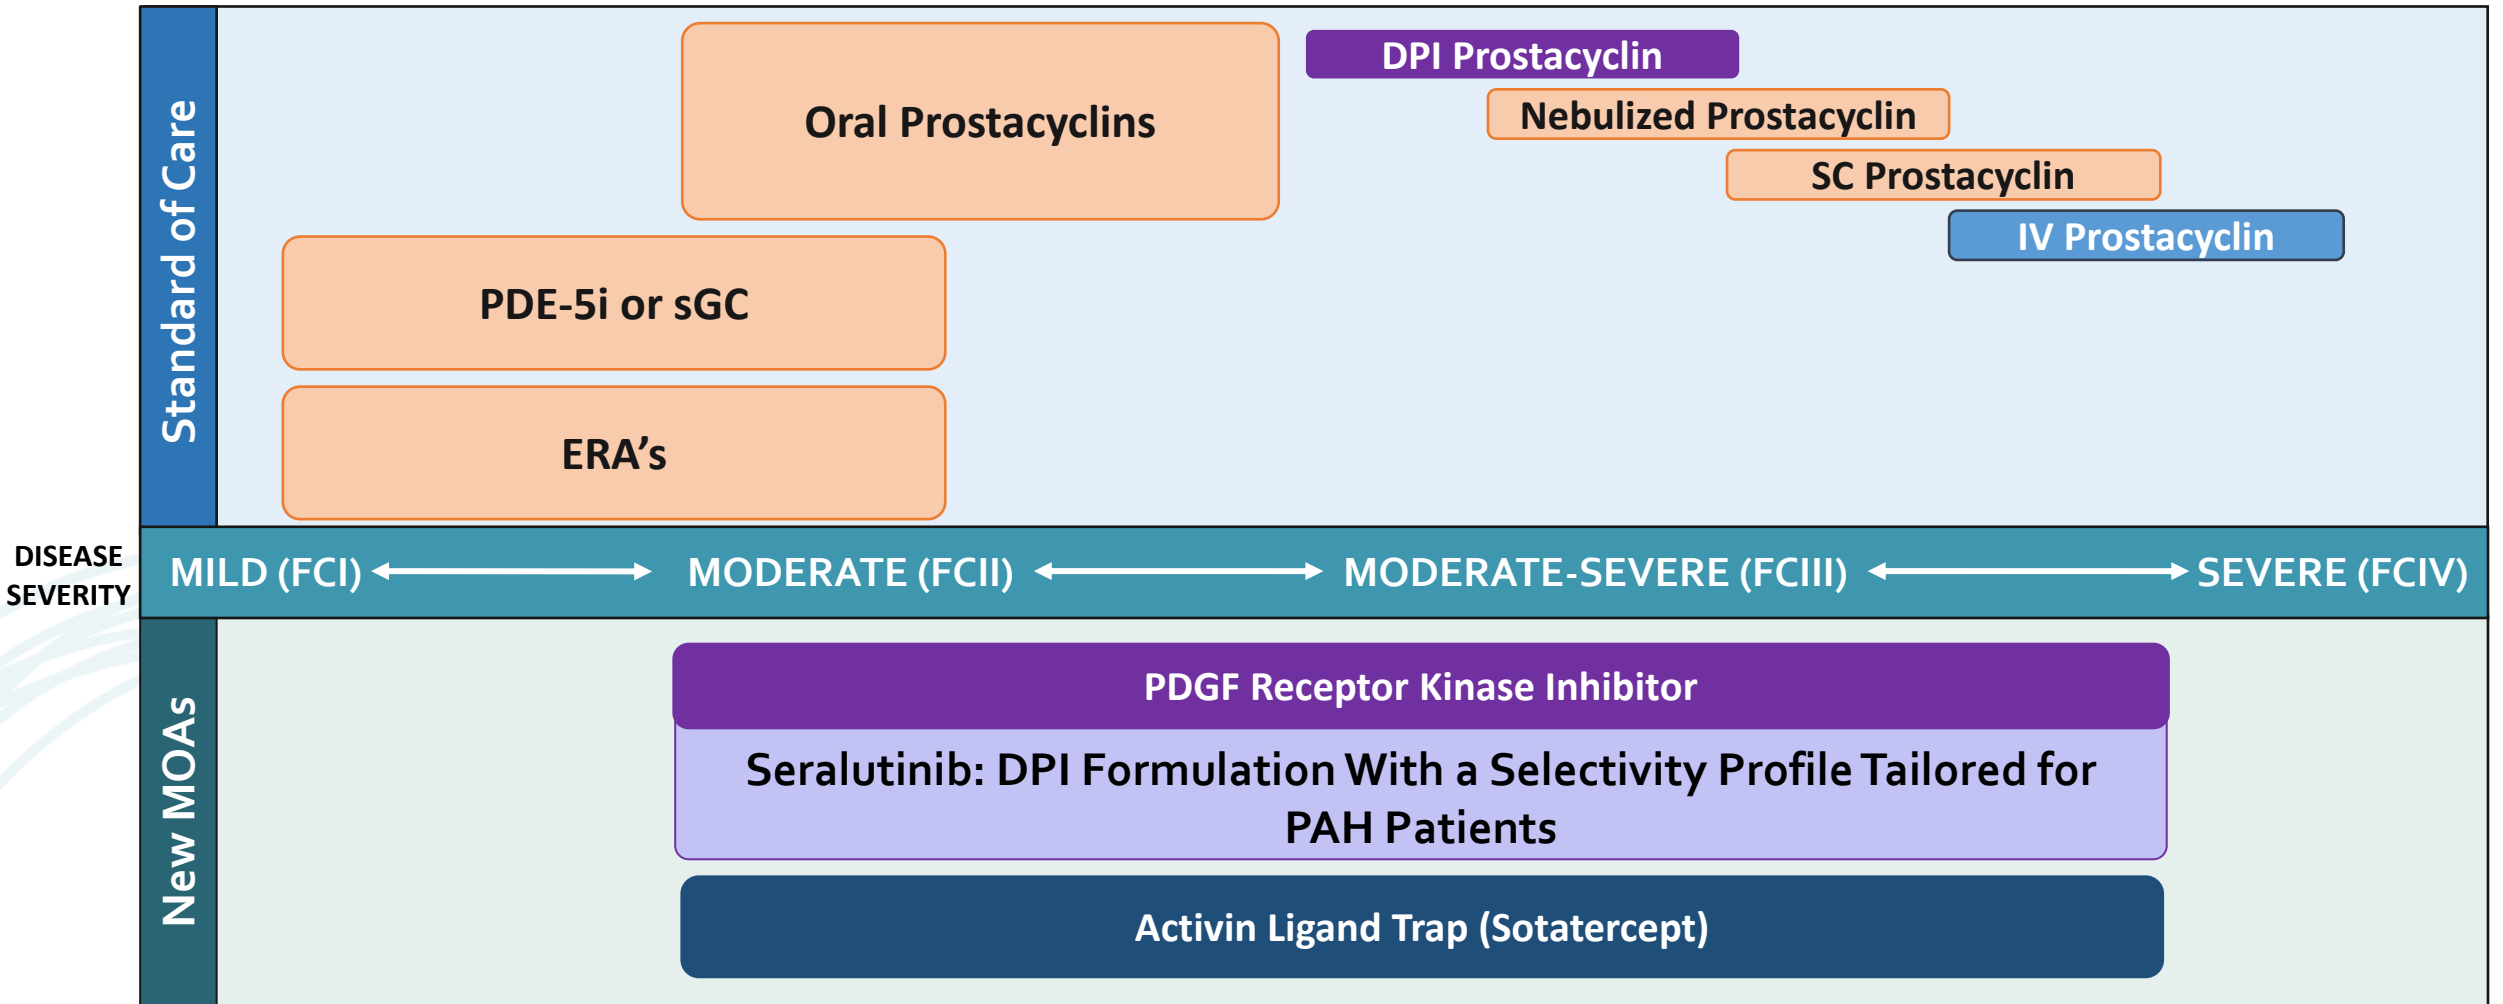 Standard of Care
Oral Prostacyclins
DPI Prostacyclin
Nebulized Prostacyclin
SC Prostacyclin
IV Prostacyclin
PDE-5i or sGC
ERA’s
DISEASE
SEVERITY
MILD (FCI)
MODERATE (FCII)
MODERATE-SEVERE (FCIII)
SEVERE (FCIV)
New MOAs
PDGF Receptor Kinase Inhibitor
Seralutinib: DPI Formulation With a Selectivity Profile Tailored for
PAH Patients
Activin Ligand Trap (Sotatercept)